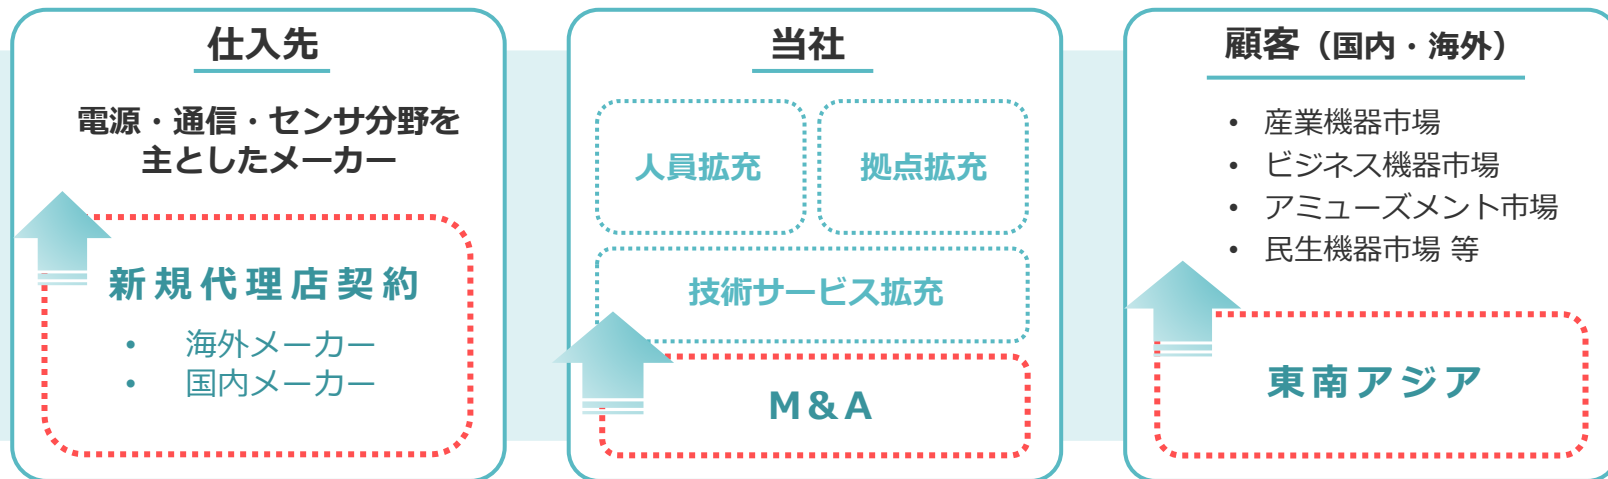 仕入先
電源・通信・センサ分野を
主としたメーカー
新規代理店契約
• 海外メーカー
• 国内メーカー
当社
人員拡充
拠点拡充
技術サービス拡充
M&A
顧客（国内・海外）
• 産業機器市場
• ビジネス機器市場
• アミューズメント市場
• 民生機器市場 等
東南アジア